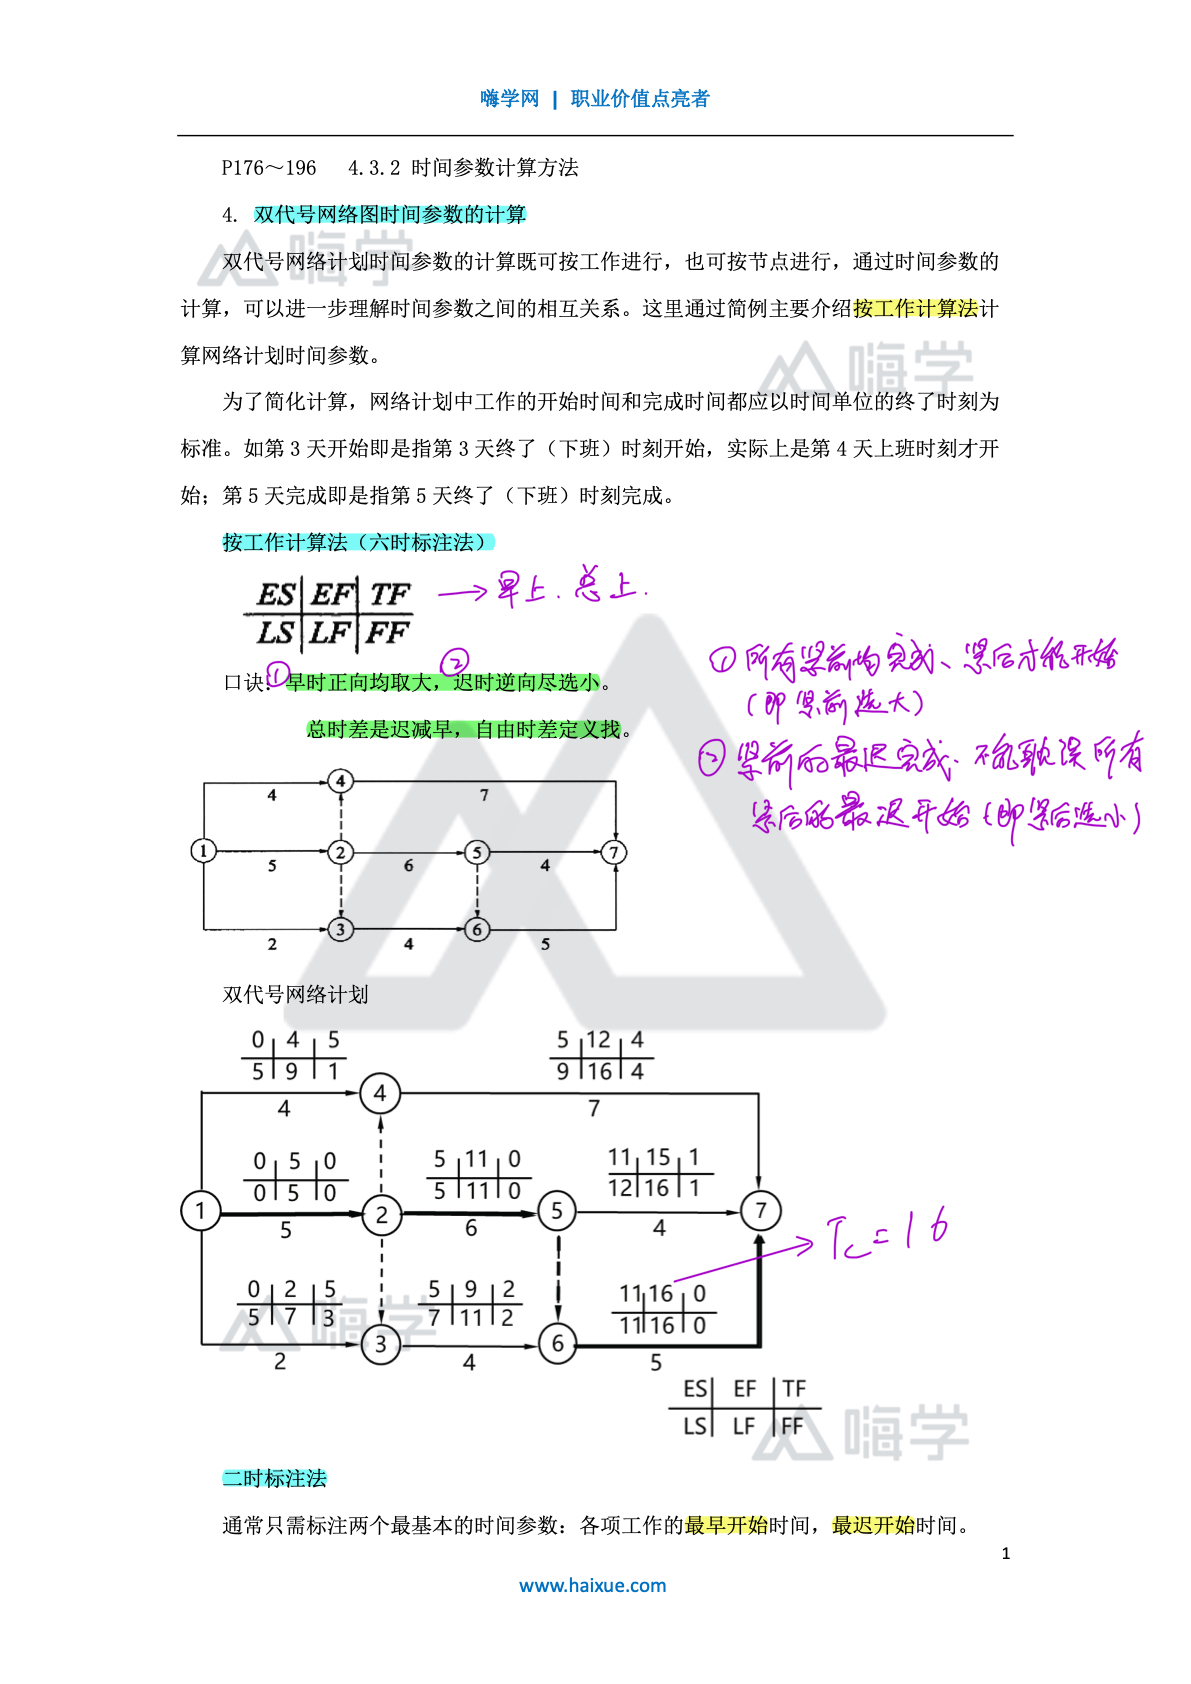 嗨学网 | 职业价值点亮者
P176～196 4.3.2 时间参数计算方法
4. 双代号网络图时间参数的计算
双代号网络计划时间参数的计算既可按工作进行，也可按节点进行，通过时间参数的
计算，可以进一步理解时间参数之间的相互关系。这里通过简例主要介绍按工作计算法计
算网络计划时间参数。
为了简化计算，网络计划中工作的开始时间和完成时间都应以时间单位的终了时刻为
标准。如第 3 天开始即是指第 3 天终了（下班）时刻开始，实际上是第 4 天上班时刻才开
始；第 5 天完成即是指第 5 天终了（下班）时刻完成。
按工作计算法（六时标注法）
ES EF TF → 早上．总上．
LS LF FF
① ②
口诀：早时正向均取大，迟时逆向尽选小。
总时差是迟减早，自由时差定义找。
① 所有紧前均完成、紧后才能开始
（即紧前选大）
② 紧前的最迟完成、不能耽误所有
紧后的最迟开始（即紧后选小）
4
4 7
1 2 5 7
5 6 4
3 6
2 4 5
双代号网络计划
0 4 5 5 12 4
5 9 1 9 16 4
4
4 7
0 5 0 5 11 0 11 15 1
0 5 0 5 11 0 12 16 1
1 2 5 7
5 6 4
Tc=16
0 2 5 5 9 2 11 16 0
5 7 3 7 11 2 11 16 0
3 6
2 4 5
ES EF TF
LS LF FF
二时标注法
通常只需标注两个最基本的时间参数：各项工作的最早开始时间，最迟开始时间。
1
www.haixue.com
嗨学
嗨学
嗨学
嗨学